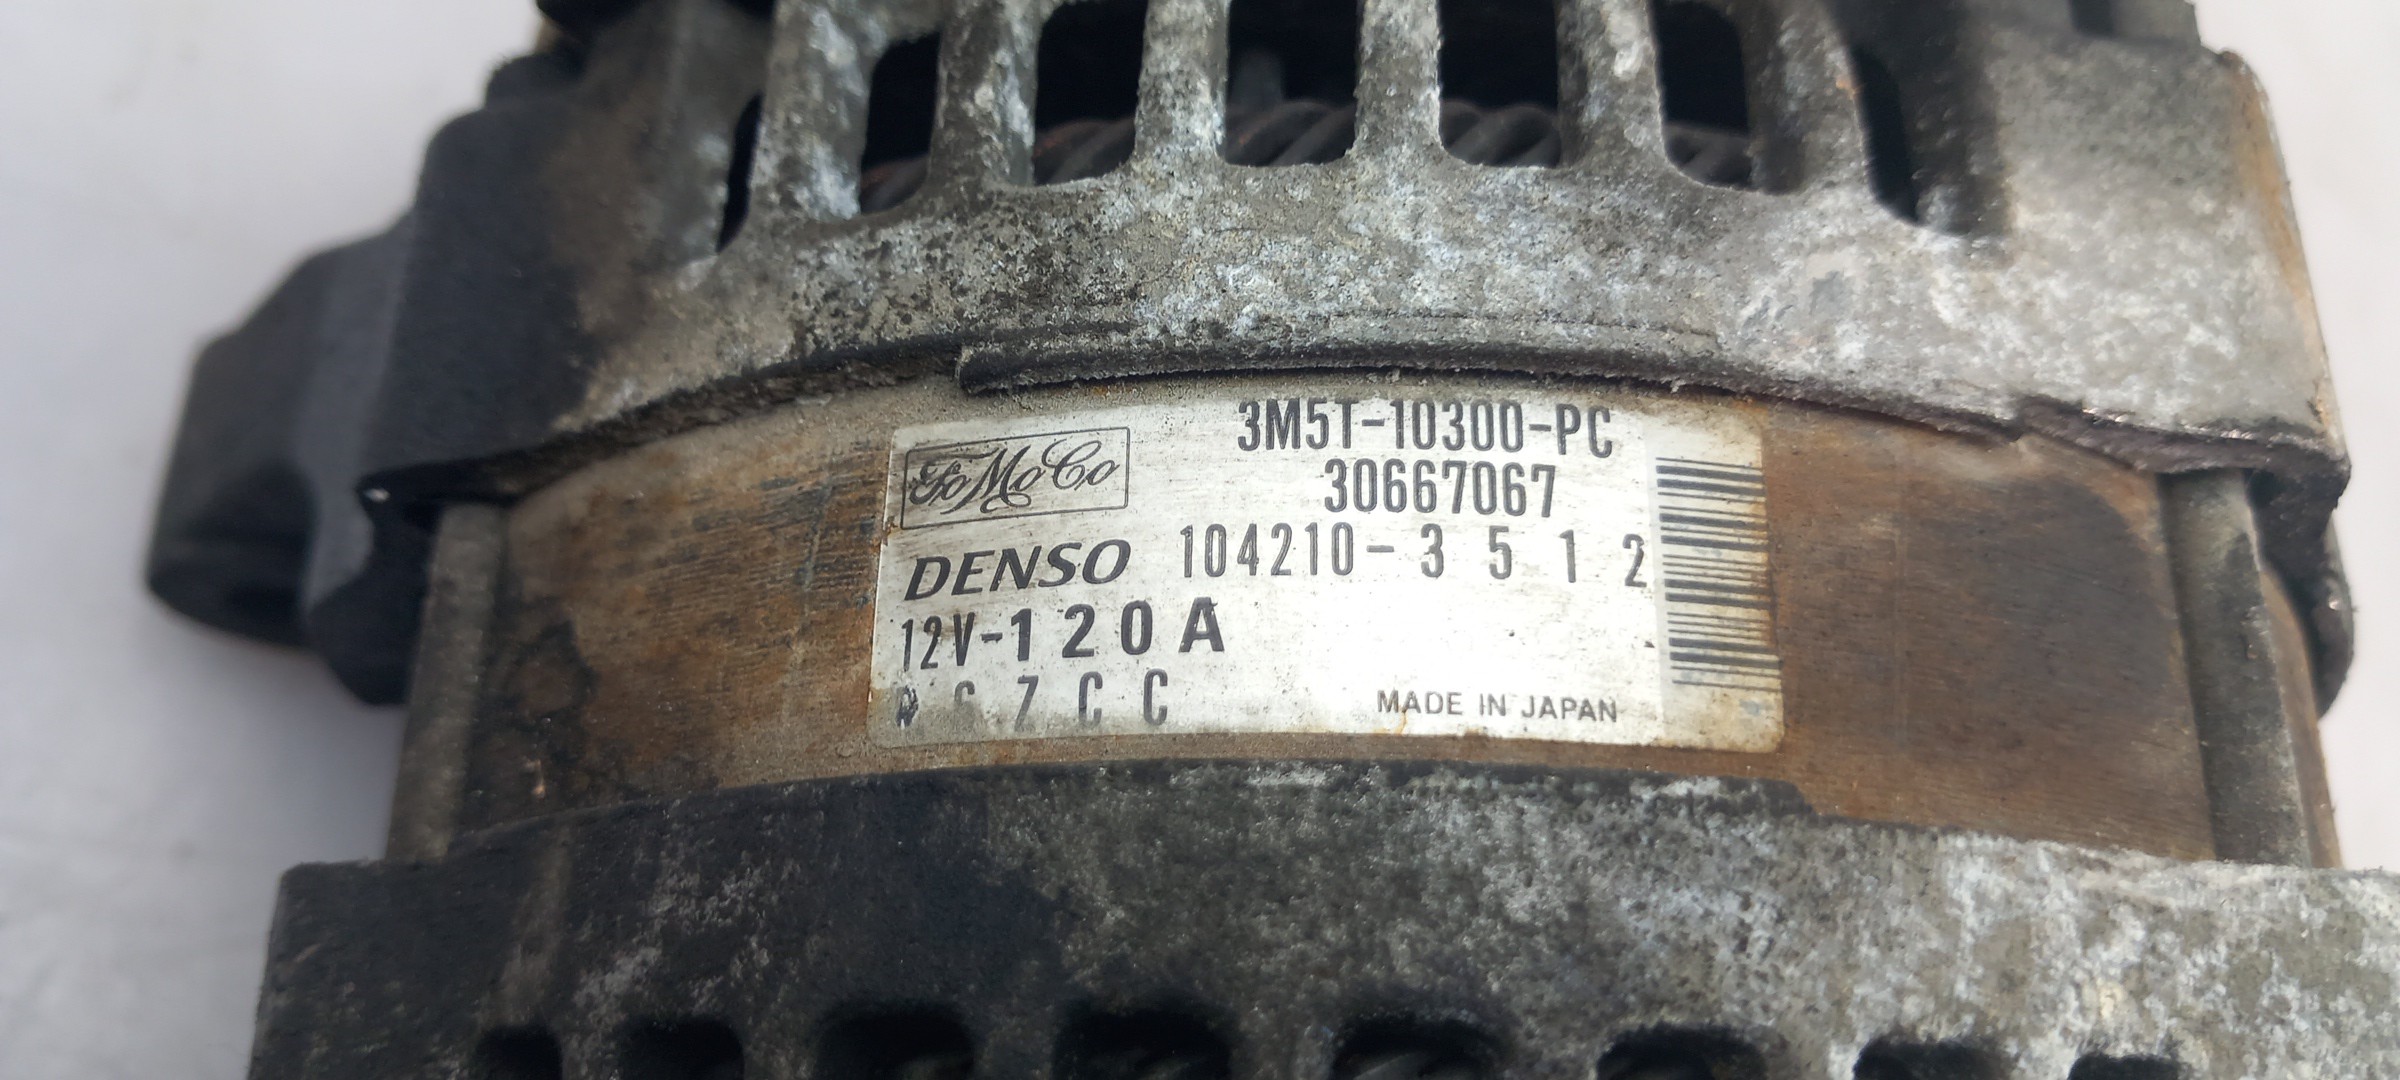 3M5T-10300-PC
FoMoCo
30667067
DENSO 104210-3512
12V-120A
MADE IN JAPAN